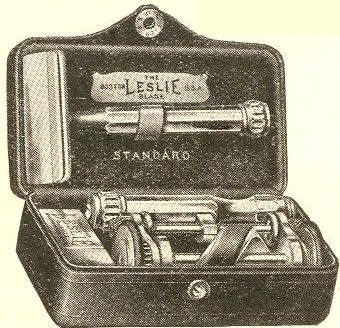 THE
BOSTON LESLIE U.S.A.
BLADE
STANDARD